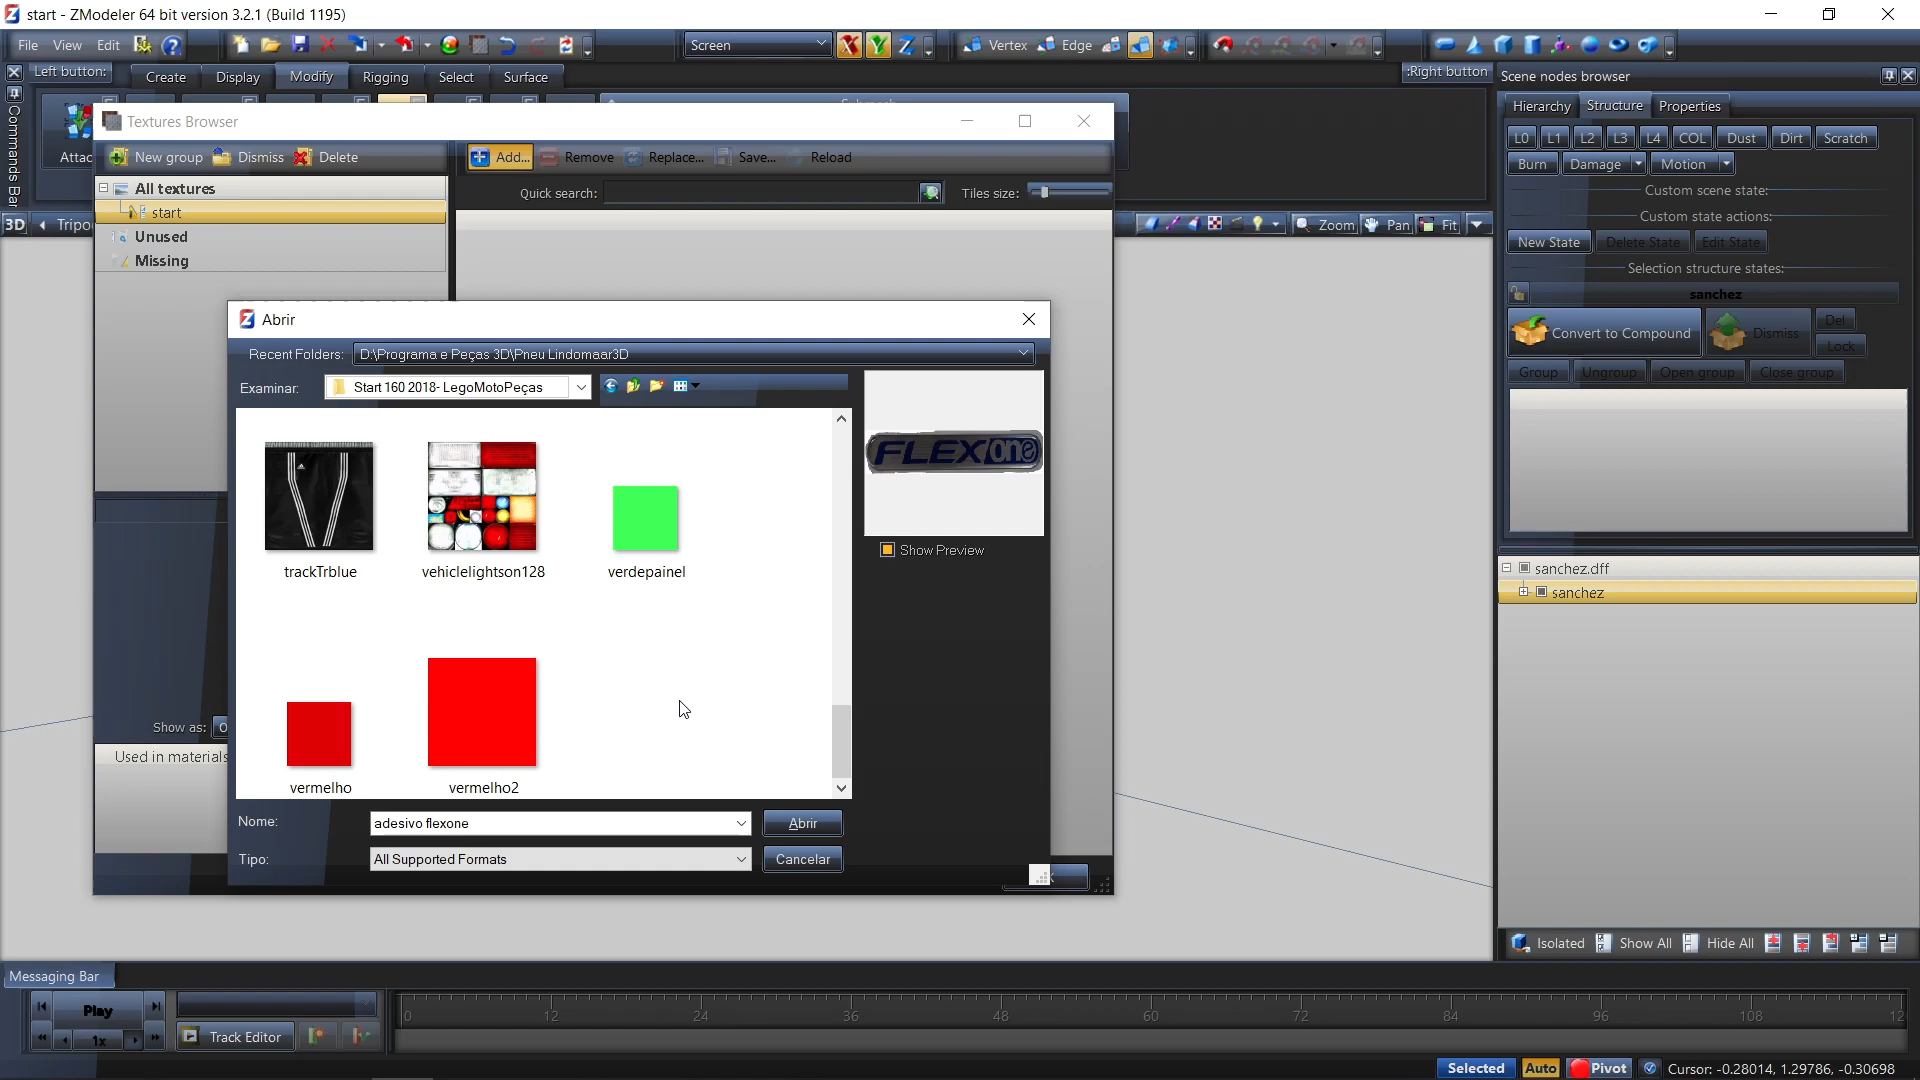 start - ZModeler 64 bit version 3.2.1 (Build 1195)
File View Edit
Screen
X Y Z
Vertex Edge
Left button:
Create Display Modify Rigging Select Surface
:Right button
Scene nodes browser
Commands Bar
Attac
Textures Browser
Hierarchy Structure Properties
L0 L1 L2 L3 L4 COL Dust Dirt Scratch
Burn Damage Motion
New group Dismiss Delete
Add... Remove Replace... Save... Reload
All textures
start
Unused
Missing
Quick search:
Tiles size:
Custom scene state:
Custom state actions:
New State Delete State Edit State
Selection structure states:
sanchez
3D
Tripo
Zoom Pan Fit
Convert to Compound Dismiss Del
Lock
Group Ungroup Open group Close group
Abrir
Recent Folders: D:\Programa e Peças 3D\Pneu Lindomaar3D
Examinar: Start 160 2018- LegoMotoPeças
FLEXone
Show Preview
trackTrblue
vehiclelightson128
verdepainel
vermelho
vermelho2
Nome: adesivo flexone Abrir
Tipo: All Supported Formats Cancelar
Show as:
Used in materials
sanchez.dff
sanchez
Isolated Show All Hide All
Messaging Bar
Play
1x
Track Editor
0 12 24 36 48 60 72 84 96 108 12
Selected Auto Pivot Cursor: -0.28014, 1.29786, -0.30698